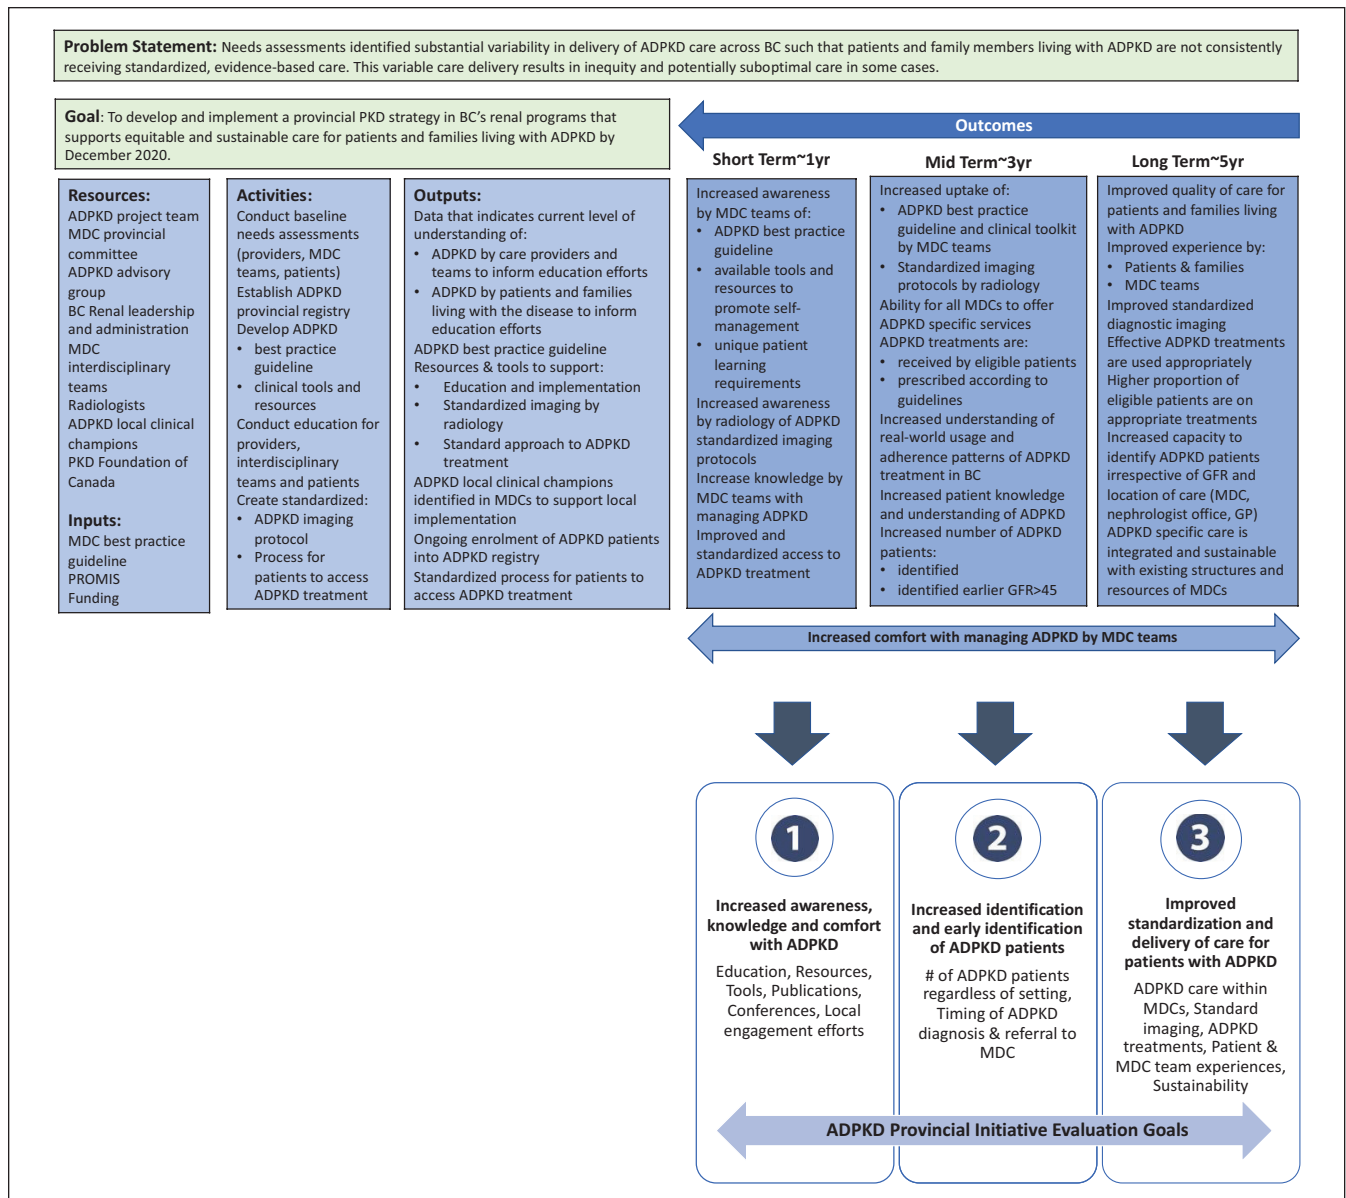 Problem Statement: Needs assessments identified substantial variability in delivery of ADPKD care across BC such that patients and family members living with ADPKD are not consistently
receiving standardized, evidence-based care. This variable care delivery results in inequity and potentially suboptimal care in some cases.
Goal: To develop and implement a provincial PKD strategy in BC's renal programs that
supports equitable and sustainable care for patients and families living with ADPKD by
December 2020.
Resources:
ADPKD project team
MDC provincial
committee
ADPKD advisory
group
BC Renal leadership
and administration
MDC
interdisciplinary
teams
Radiologists
ADPKD local clinical
champions
PKD Foundation of
Canada
Inputs:
MDC best practice
guideline
PROMIS
Funding
Activities:
Conduct baseline
needs assessments
(providers, MDC
teams, patients)
Establish ADPKD
provincial registry
Develop ADPKD
• best practice
guideline
• clinical tools and
resources
Conduct education for
providers,
interdisciplinary
teams and patients
Create standardized:
• ADPKD imaging
protocol
• Process for
patients to access
ADPKD treatment
Outputs:
Data that indicates current level of
understanding of:
• ADPKD by care providers and
teams to inform education efforts
• ADPKD by patients and families
living with the disease to inform
education efforts
ADPKD best practice guideline
Resources & tools to support:
• Education and implementation
• Standardized imaging by
radiology
• Standard approach to ADPKD
treatment
ADPKD local clinical champions
identified in MDCs to support local
implementation
Ongoing enrolment of ADPKD patients
into ADPKD registry
Standardized process for patients to
access ADPKD treatment
Outcomes
Short Term~1yr
Increased awareness
by MDC teams of:
• ADPKD best practice
guideline
• available tools and
resources to
promote self-
management
• unique patient
learning
requirements
Increased awareness
by radiology of ADPKD
standardized imaging
protocols
Increase knowledge by
MDC teams with
managing ADPKD
Improved and
standardized access to
ADPKD treatment
Mid Term~3yr
Increased uptake of:
• ADPKD best practice
guideline and clinical toolkit
by MDC teams
• Standardized imaging
protocols by radiology
Ability for all MDCs to offer
ADPKD specific services
ADPKD treatments are:
• received by eligible patients
• prescribed according to
guidelines
Increased understanding of
real-world usage and
adherence patterns of ADPKD
treatment in BC
Increased patient knowledge
and understanding of ADPKD
Increased number of ADPKD
patients:
• identified
• identified earlier GFR>45
Long Term~5yr
Improved quality of care for
patients and families living
with ADPKD
Improved experience by:
• Patients & families
• MDC teams
Improved standardized
diagnostic imaging
Effective ADPKD treatments
are used appropriately
Higher proportion of
eligible patients are on
appropriate treatments
Increased capacity to
identify ADPKD patients
irrespective of GFR and
location of care (MDC,
nephrologist office, GP)
ADPKD specific care is
integrated and sustainable
with existing structures and
resources of MDCs
Increased comfort with managing ADPKD by MDC teams
1
Increased awareness,
knowledge and comfort
with ADPKD
Education, Resources,
Tools, Publications,
Conferences, Local
engagement efforts
2
Increased identification
and early identification
of ADPKD patients
# of ADPKD patients
regardless of setting,
Timing of ADPKD
diagnosis & referral to
MDC
3
Improved
standardization and
delivery of care for
patients with ADPKD
ADPKD care within
MDCs, Standard
imaging, ADPKD
treatments, Patient &
MDC team experiences,
Sustainability
ADPKD Provincial Initiative Evaluation Goals